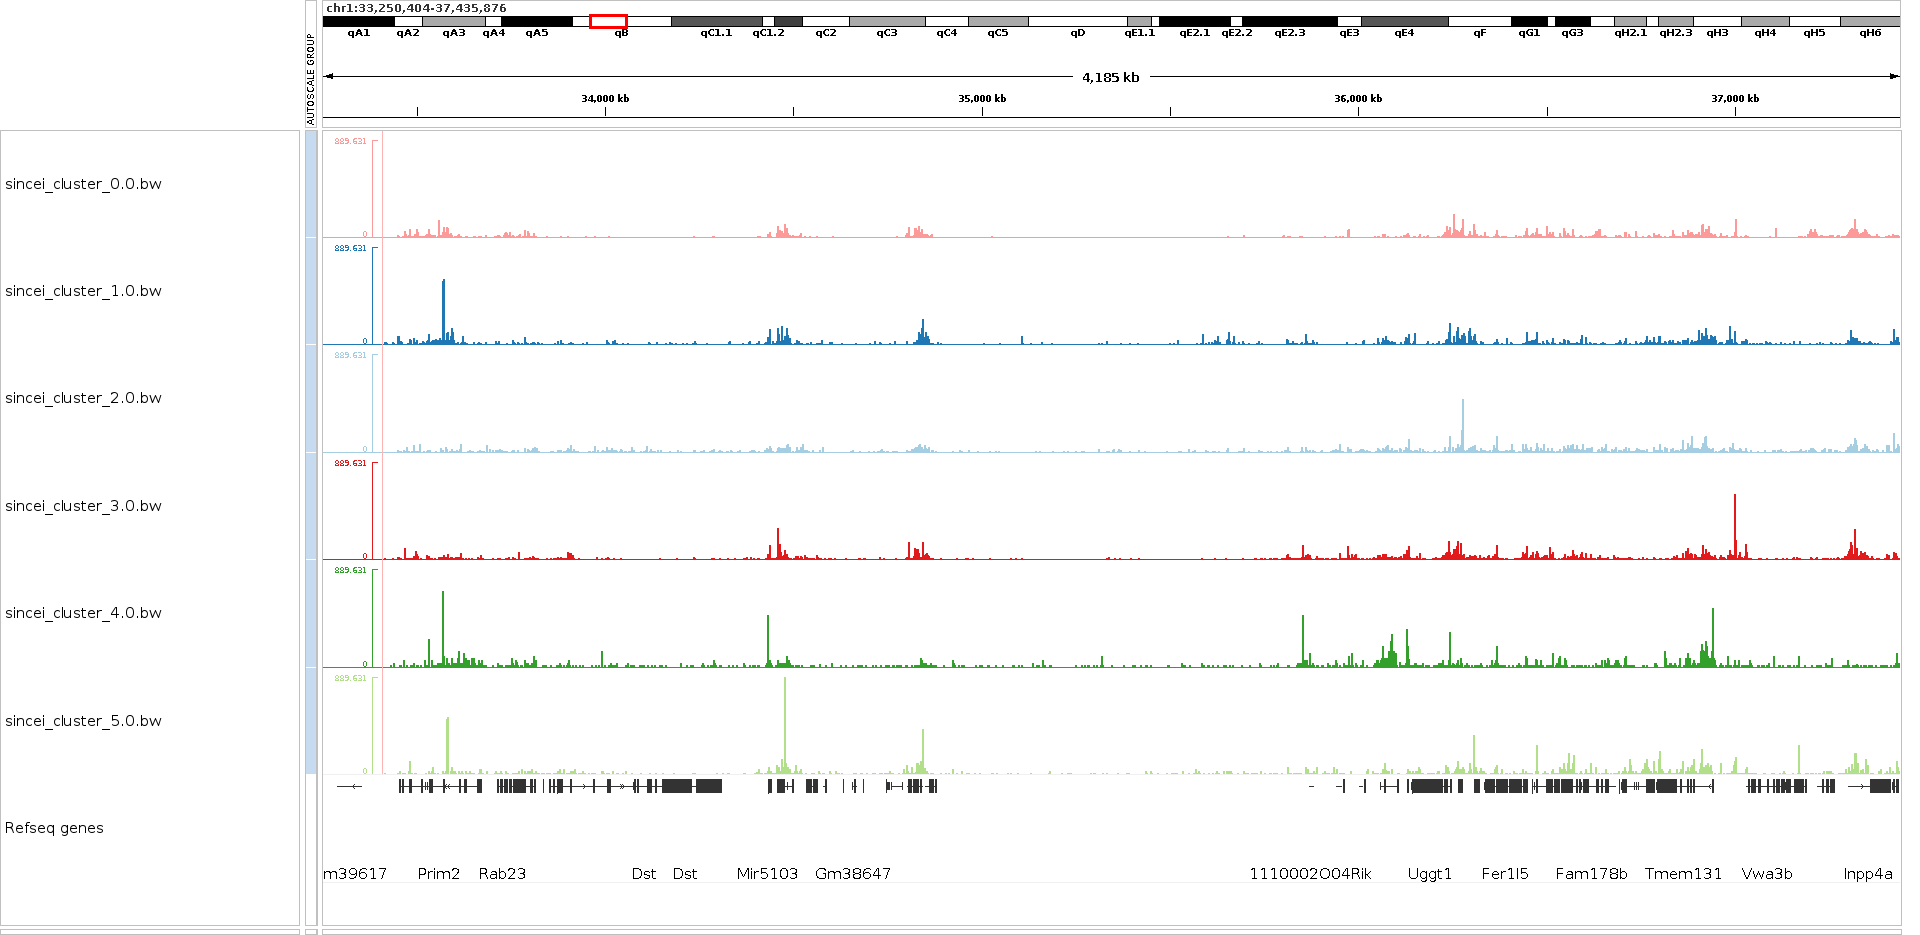 chr1:33,250,404-37,435,876
qA1 qA2 qA3 qA4 qA5 qB qC1.1 qC1.2 qC2 qC3 qC4 qC5 qD qE1.1 qE2.1 qE2.2 qE2.3 qE3 qE4 qF qG1 qG3 qH2.1 qH2.3 qH3 qH4 qH5 qH6
AUTOSCALE GROUP
4,185 kb
34,000 kb 35,000 kb 36,000 kb 37,000 kb
889.631
sincei_cluster_0.0.bw
0
889.631
sincei_cluster_1.0.bw
0
889.631
sincei_cluster_2.0.bw
0
889.631
sincei_cluster_3.0.bw
0
889.631
sincei_cluster_4.0.bw
0
889.631
sincei_cluster_5.0.bw
0
Refseq genes
m39617 Prim2 Rab23 Dst Dst Mir5103 Gm38647 1110002O04Rik Uggt1 Fer1l5 Fam178b Tmem131 Vwa3b Inpp4a